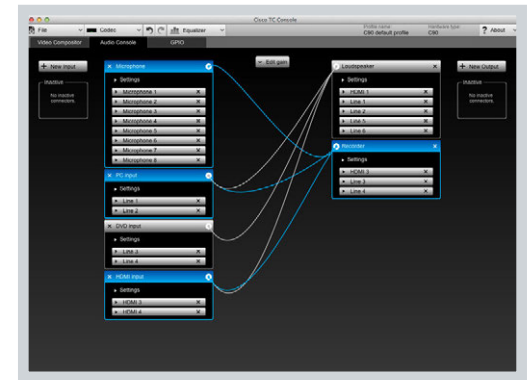 Cisco TC Console
File
Codec
Equalizer
Profile name
C90 default profile
Hardware type
C90
? About
Video Compositor
Audio Console
GPIO
+ New Input
Inactive
No inactive
connectors.
× Microphone
Settings
Microphone 1 ×
Microphone 2 ×
Microphone 3 ×
Microphone 4 ×
Microphone 5 ×
Microphone 6 ×
Microphone 7 ×
Microphone 8 ×
× PC input
Settings
Line 1 ×
Line 2 ×
× DVD input
Settings
Line 3 ×
Line 4 ×
× HDMI input
Settings
HDMI 3 ×
HDMI 4 ×
Edit gain
Loudspeaker ×
Settings
HDMI 1 ×
Line 1 ×
Line 2 ×
Line 5 ×
Line 6 ×
Recorder ×
Settings
HDMI 3 ×
Line 3 ×
Line 4 ×
+ New Output
Inactive
No inactive
connectors.